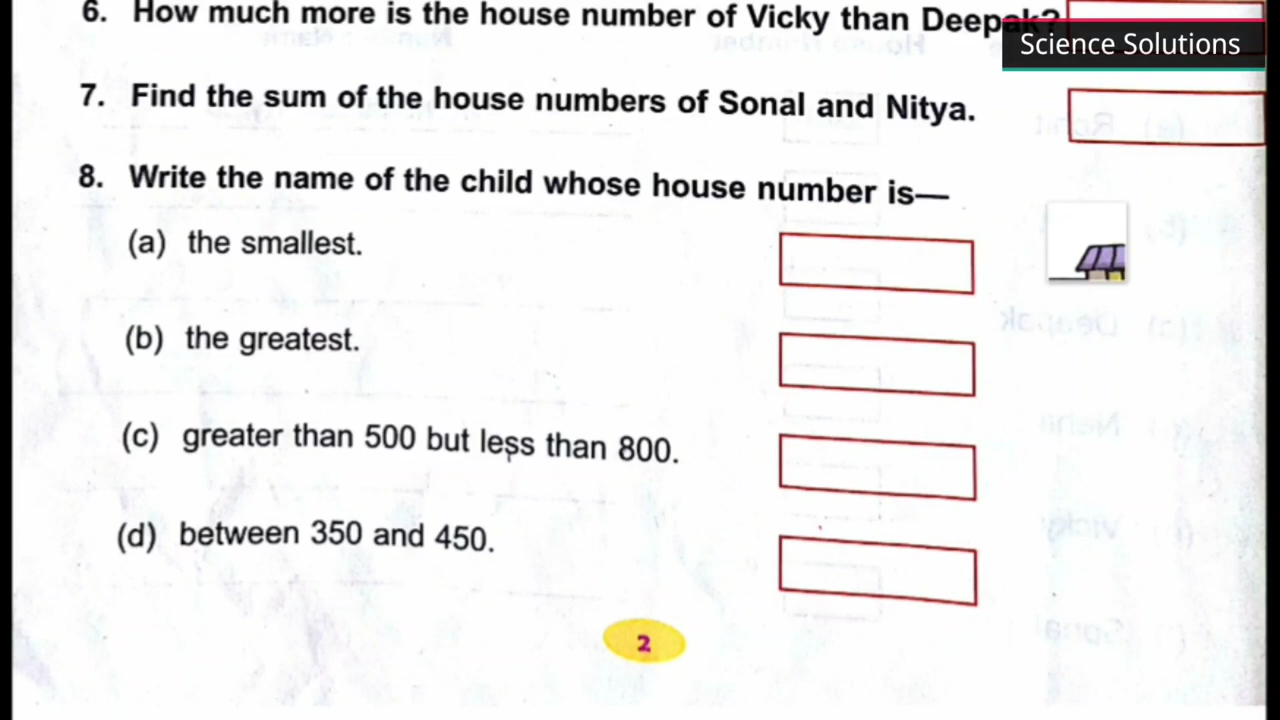 6. How much more is the house number of Vicky than Deepak?
Science Solutions
7. Find the sum of the house numbers of Sonal and Nitya.
8. Write the name of the child whose house number is—
(a) the smallest.
(b) the greatest.
(c) greater than 500 but less than 800.
(d) between 350 and 450.
2